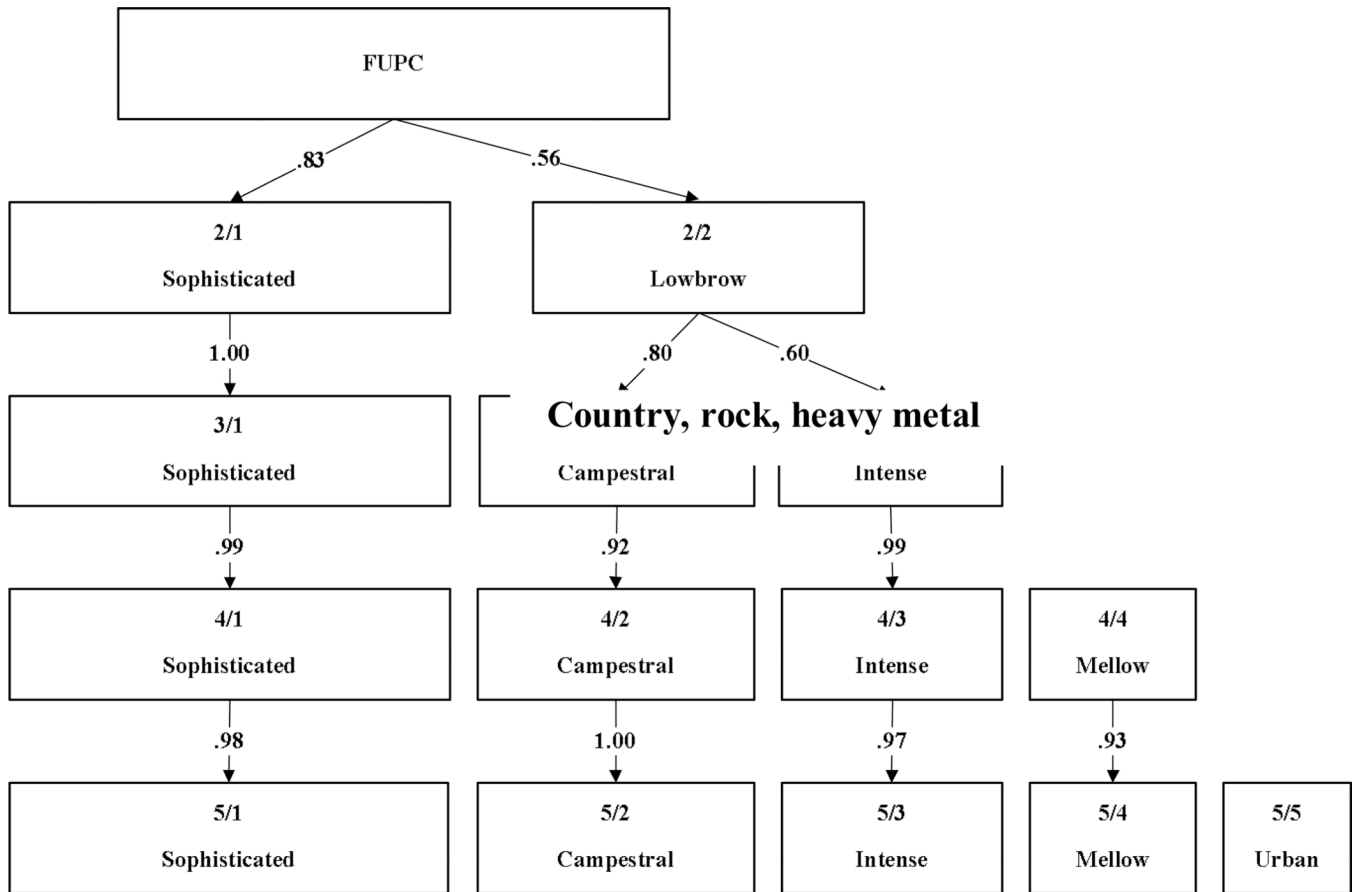 FUPC
.83 .56
2/1 2/2
Sophisticated Lowbrow
1.00 .80 .60
3/1 Country, rock, heavy metal
Sophisticated Campestral Intense
.99 .92 .99
4/1 4/2 4/3 4/4
Sophisticated Campestral Intense Mellow
.98 1.00 .97 .93
5/1 5/2 5/3 5/4 5/5
Sophisticated Campestral Intense Mellow Urban